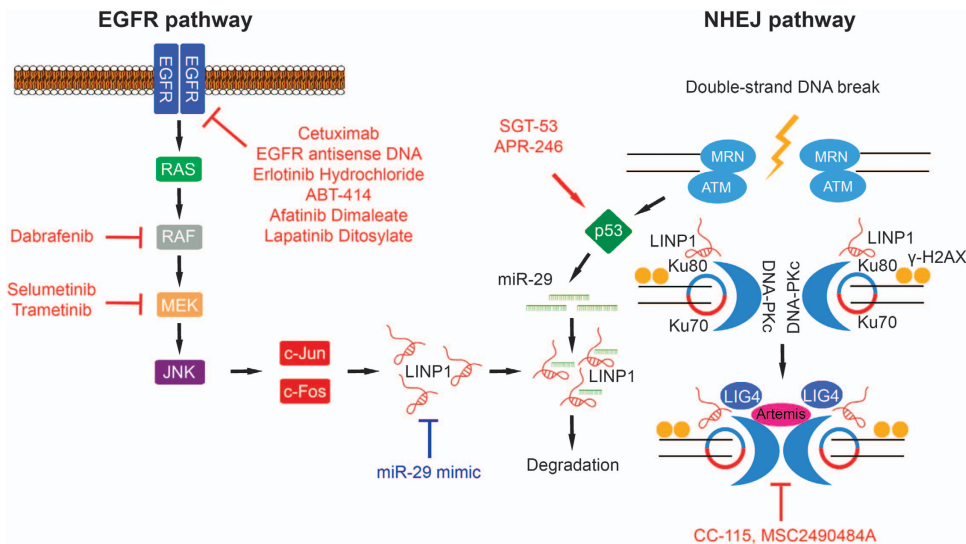 EGFR pathway
NHEJ pathway
EGFR
EGFR
RAS
RAF
MEK
JNK
Cetuximab
EGFR antisense DNA
Erlotinib Hydrochloride
ABT-414
Afatinib Dimaleate
Lapatinib Ditosylate
Dabrafenib
Selumetinib
Trametinib
c-Jun
c-Fos
LINP1
miR-29 mimic
SGT-53
APR-246
p53
miR-29
LINP1
Degradation
Double-strand DNA break
MRN
ATM
MRN
ATM
LINP1
Ku80
Ku70
DNA-PKc
DNA-PKc
LINP1
Ku80
γ-H2AX
Ku70
LIG4
LIG4
Artemis
CC-115, MSC2490484A